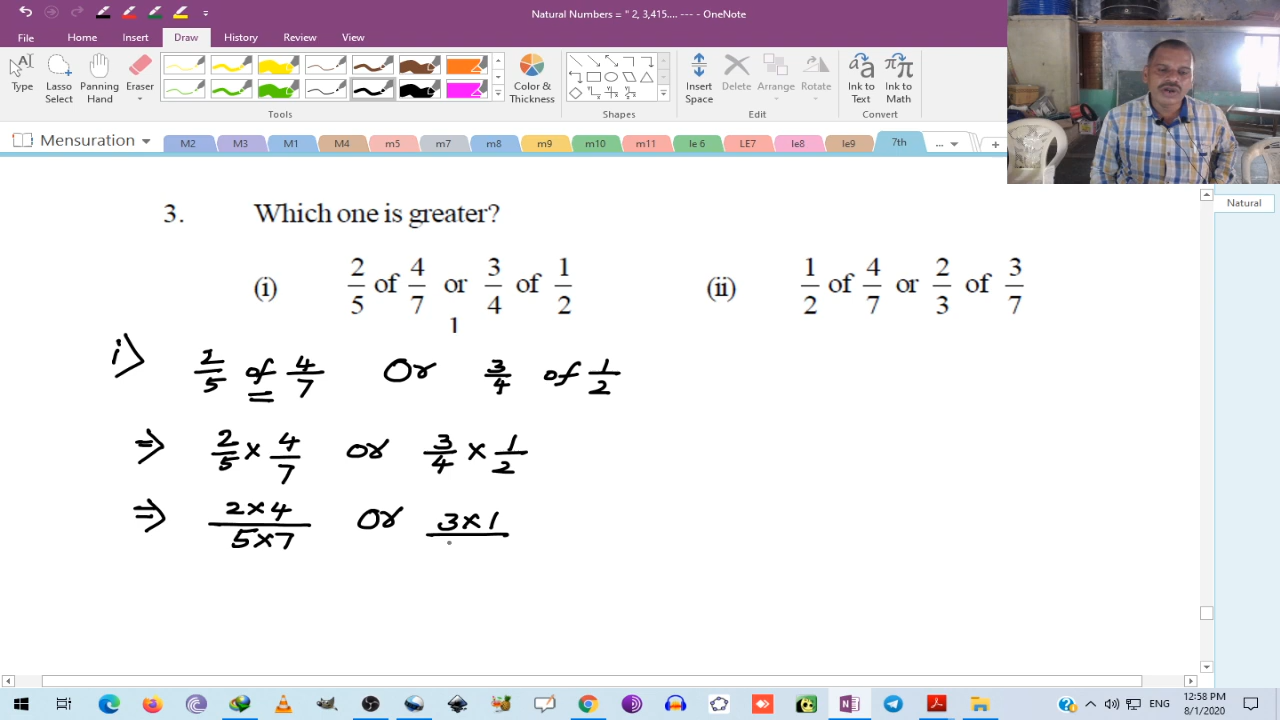 Natural Numbers = " 2, 3,415.... --- - OneNote
File Home Insert Draw History Review View
Type Lasso Select Panning Hand Eraser Color & Thickness Insert Space Delete Arrange Rotate Ink to Text Ink to Math
Tools Shapes Edit Convert
Mensuration M2 M3 M1 M4 m5 m7 m8 m9 m10 m11 le 6 LE7 le8 le9 7th ...
Natural
3. Which one is greater?
(i) 2/5 of 4/7 or 3/4 of 1/2 (ii) 1/2 of 4/7 or 2/3 of 3/7
1
i) 2/5 of 4/7 Or 3/4 of 1/2
⇒ 2/5 × 4/7 or 3/4 × 1/2
⇒ 2×4/5×7 Or 3×1
12:58 PM
ENG
8/1/2020